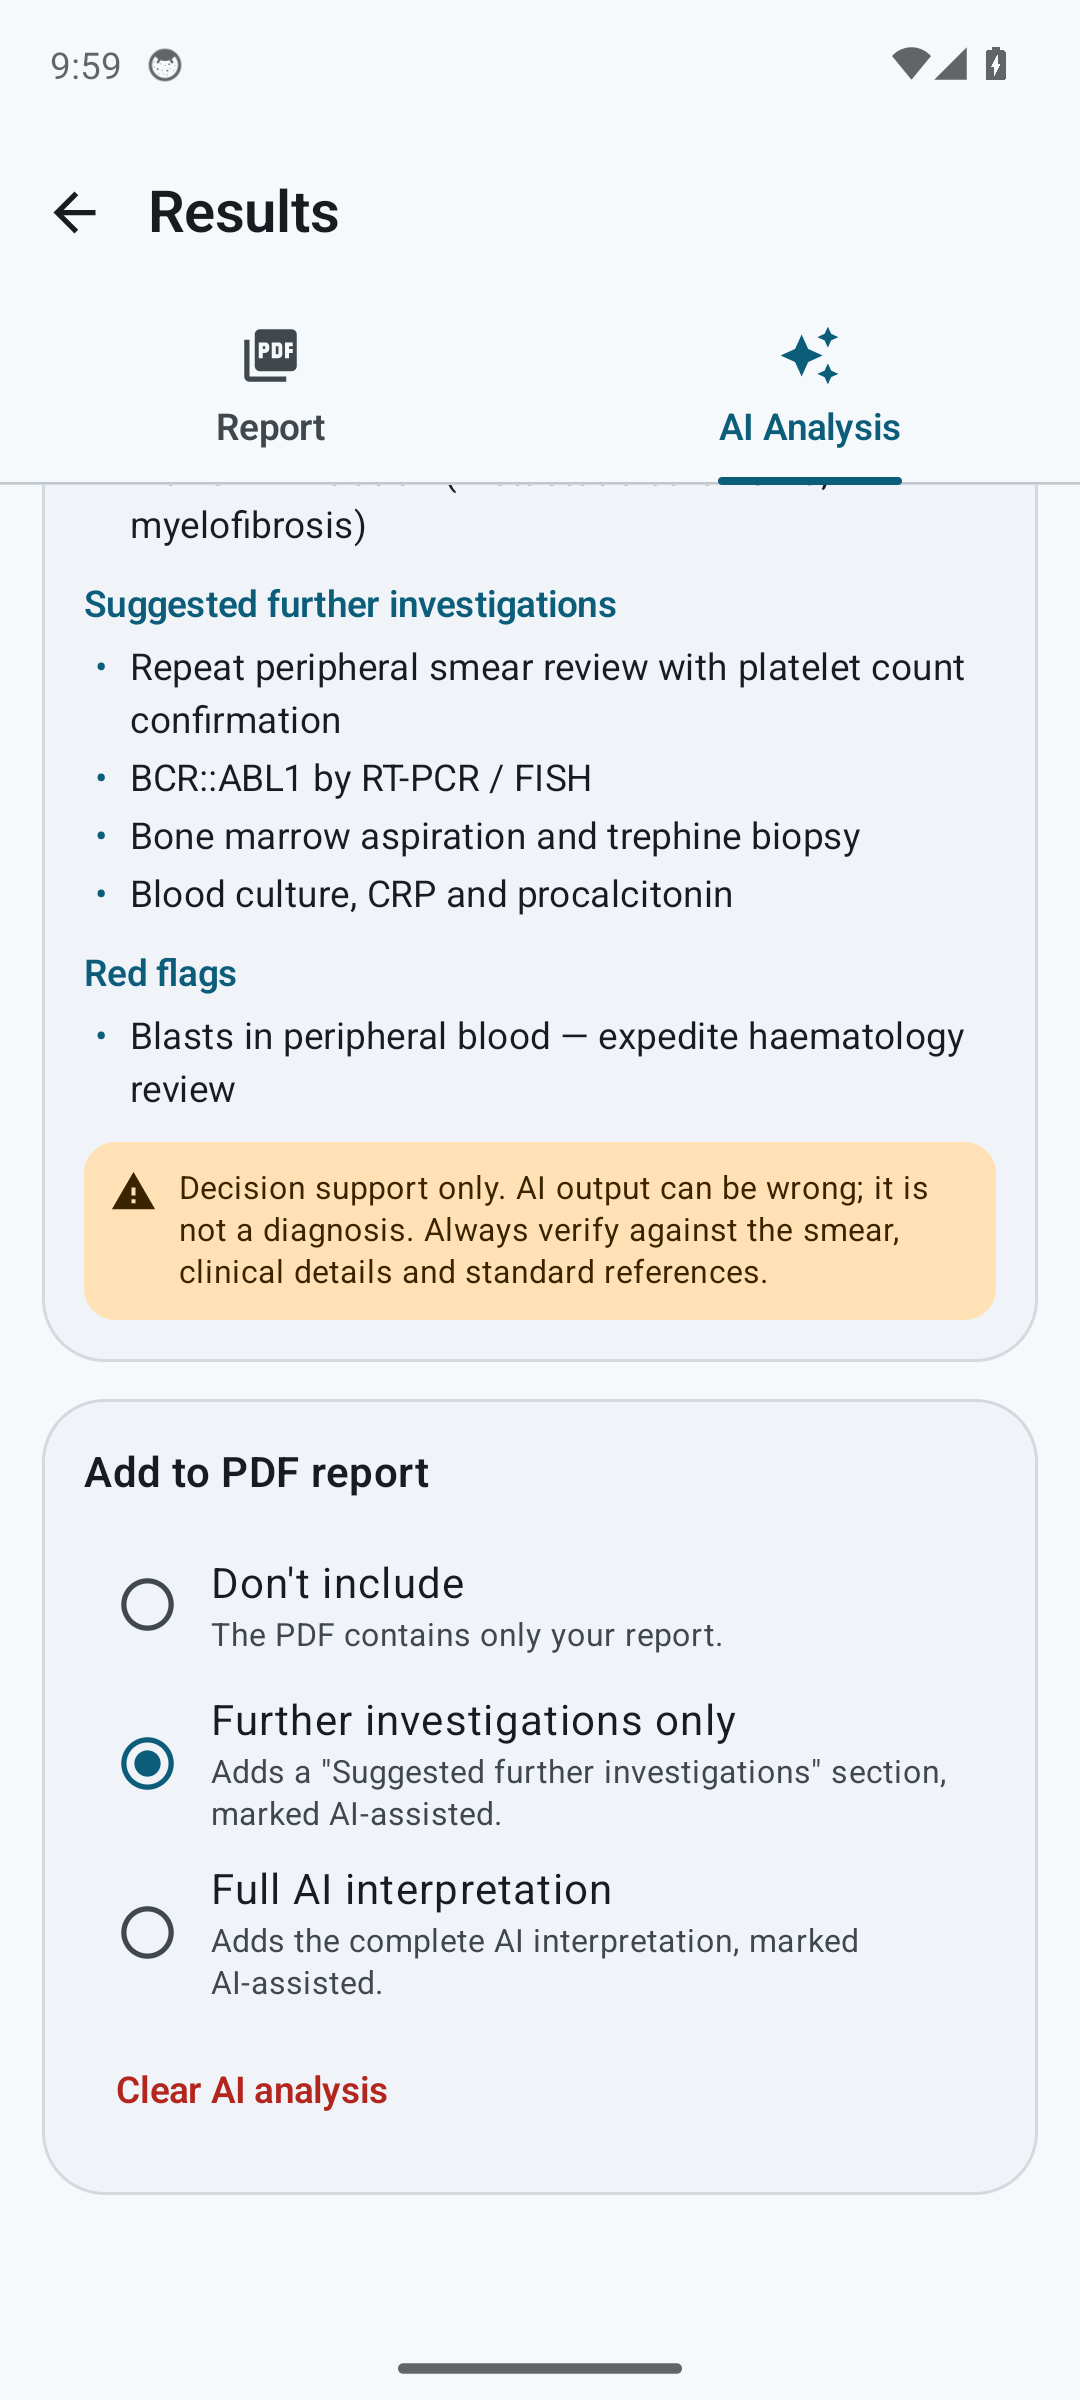 9:59
Results
PDF
Report
AI Analysis
myelofibrosis)
Suggested further investigations
• Repeat peripheral smear review with platelet count
confirmation
• BCR::ABL1 by RT-PCR / FISH
• Bone marrow aspiration and trephine biopsy
• Blood culture, CRP and procalcitonin
Red flags
• Blasts in peripheral blood — expedite haematology
review
Decision support only. AI output can be wrong; it is
not a diagnosis. Always verify against the smear,
clinical details and standard references.
Add to PDF report
Don't include
The PDF contains only your report.
Further investigations only
Adds a "Suggested further investigations" section,
marked AI-assisted.
Full AI interpretation
Adds the complete AI interpretation, marked
AI-assisted.
Clear AI analysis